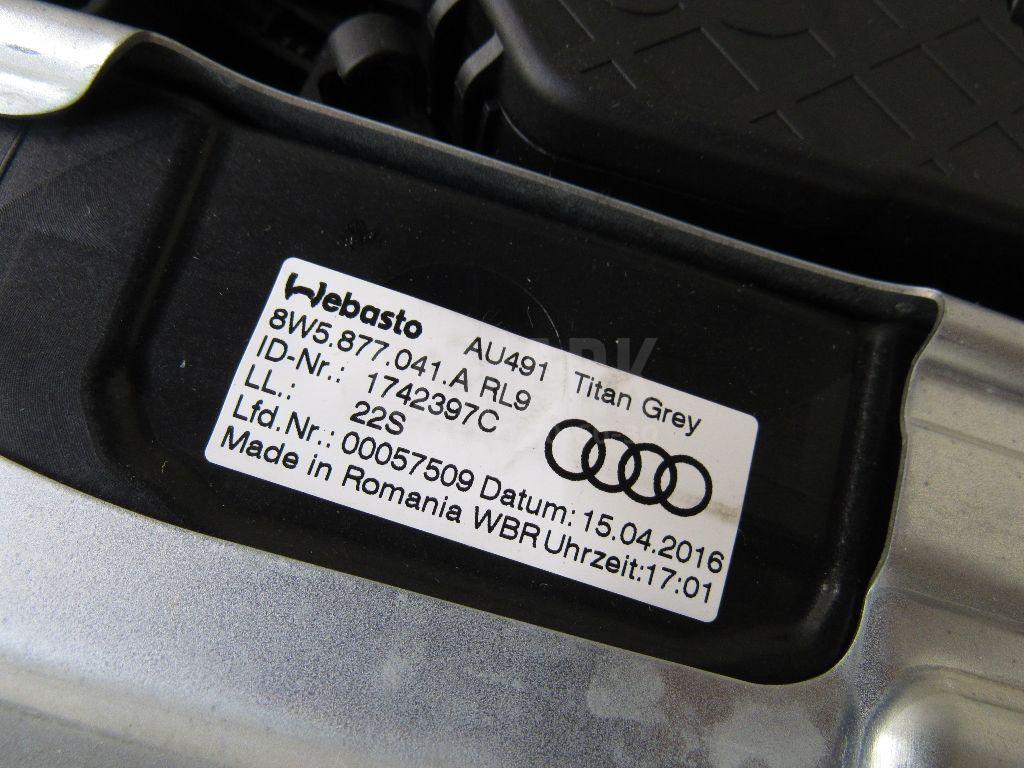 Webasto AU491 Titan Grey
8W5.877.041.A RL9
ID-Nr.: 1742397C
LL.: 22S
Lfd.Nr.: 00057509 Datum: 15.04.2016
Made in Romania WBR Uhrzeit:17:01